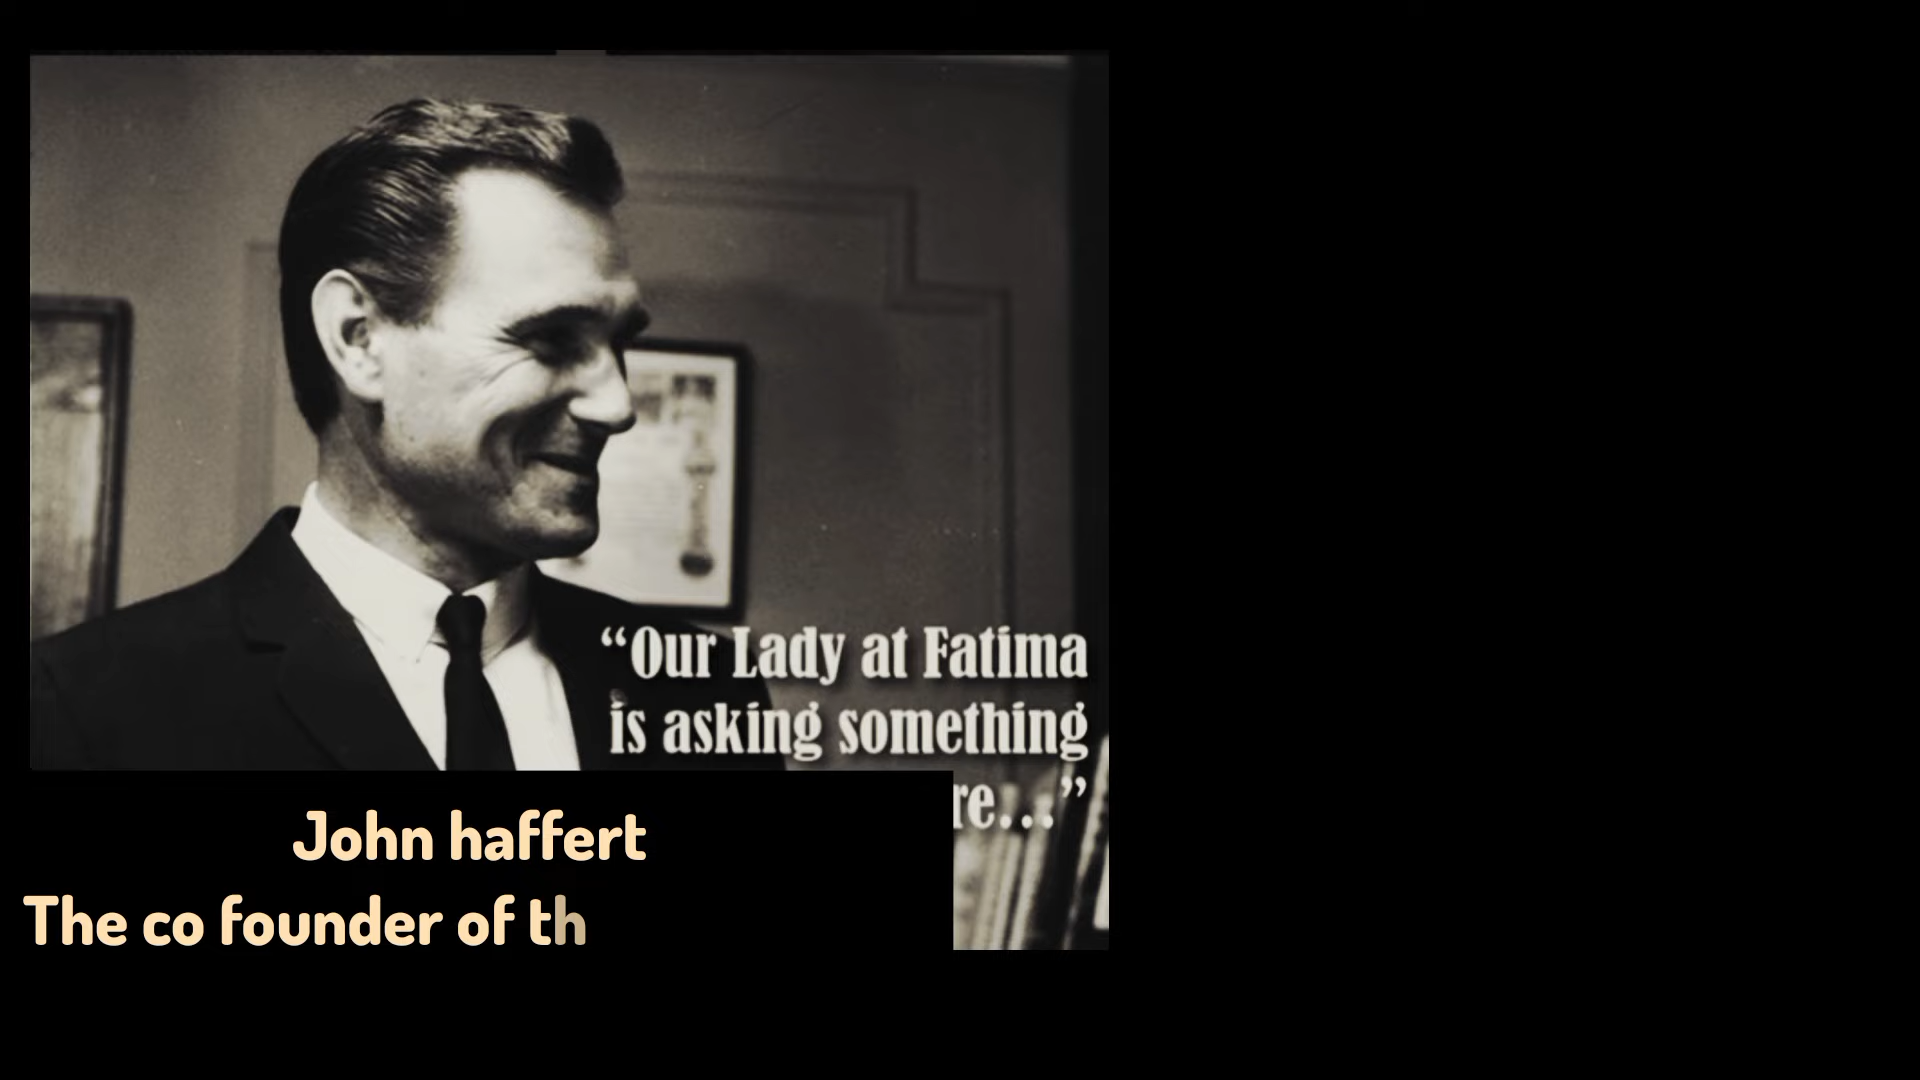 “Our Lady at Fatima
is asking something
re...”
John haffert
The co founder of th